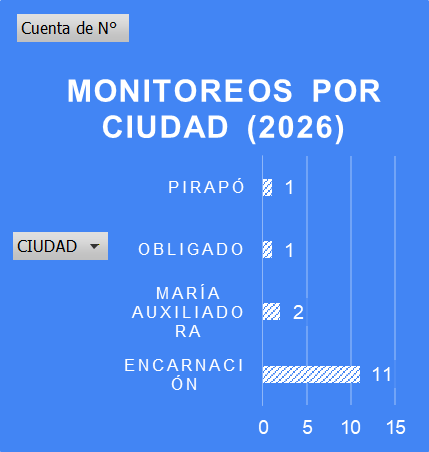 Cuenta de N°
MONITOREOS POR
CIUDAD (2026)
PIRAPÓ
1
OBLIGADO
1
CIUDAD
MARÍA
AUXILIADO
RA
2
ENCARNACI
ÓN
11
0 5 10 15